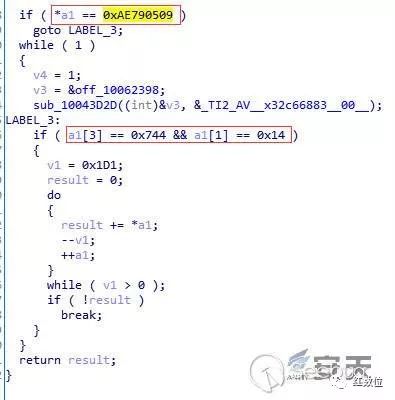 if ( *a1 == 0xAE790509 )
goto LABEL_3;
while ( 1 )
{
v4 = 1;
v3 = &off_10062398;
sub_10043D2D((int)&v3, &_TI2_AV__x32c66883__00__);
LABEL_3:
if ( a1[3] == 0x744 && a1[1] == 0x14 )
{
v1 = 0x1D1;
result = 0;
do
{
result += *a1;
--v1;
++a1;
}
while ( v1 > 0 );
if ( !result )
break;
}
}
return result;
}
安天
红数位